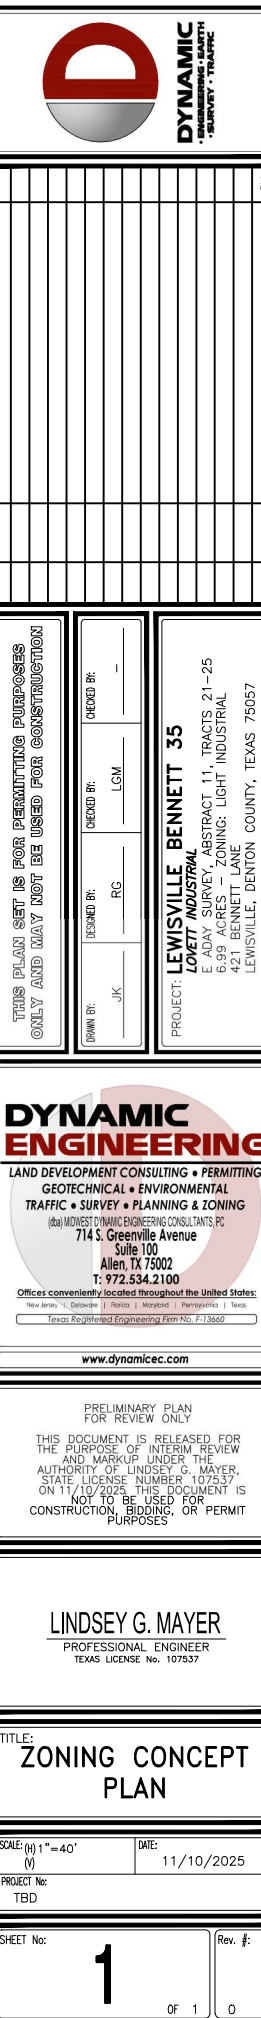 DYNAMIC
• ENGINEERING • EARTH
• SURVEY • TRAFFIC
THIS PLAN SET IS FOR PERMITTING PURPOSES
ONLY AND MAY NOT BE USED FOR CONSTRUCTION
DRAWN BY:
JK
DESIGNED BY:
RG
CHECKED BY:
LGM
CHECKED BY:
–
PROJECT: LEWISVILLE BENNETT 35
LOVETT INDUSTRIAL
E ADAY SURVEY, ABSTRACT 11, TRACTS 21–25
6.99 ACRES – ZONING: LIGHT INDUSTRIAL
421 BENNETT LANE
LEWISVILLE, DENTON COUNTY, TEXAS 75057
DYNAMIC
ENGINEERING
LAND DEVELOPMENT CONSULTING • PERMITTING
GEOTECHNICAL • ENVIRONMENTAL
TRAFFIC • SURVEY • PLANNING & ZONING
(dba) MIDWEST DYNAMIC ENGINEERING CONSULTANTS, PC
714 S. Greenville Avenue
Suite 100
Allen, TX 75002
T: 972.534.2100
Offices conveniently located throughout the United States:
New Jersey | Delaware | Florida | Maryland | Pennsylvania | Texas
Texas Registered Engineering Firm No. F-13660
www.dynamicec.com
PRELIMINARY PLAN
FOR REVIEW ONLY
THIS DOCUMENT IS RELEASED FOR
THE PURPOSE OF INTERIM REVIEW
AND MARKUP UNDER THE
AUTHORITY OF LINDSEY G. MAYER,
STATE LICENSE NUMBER 107537
ON 11/10/2025. THIS DOCUMENT IS
NOT TO BE USED FOR
CONSTRUCTION, BIDDING, OR PERMIT
PURPOSES
LINDSEY G. MAYER
PROFESSIONAL ENGINEER
TEXAS LICENSE No. 107537
TITLE:
ZONING CONCEPT
PLAN
SCALE: (H) 1"=40'
(V)
DATE:
11/10/2025
PROJECT No:
TBD
SHEET No:
1
OF 1
Rev. #:
0